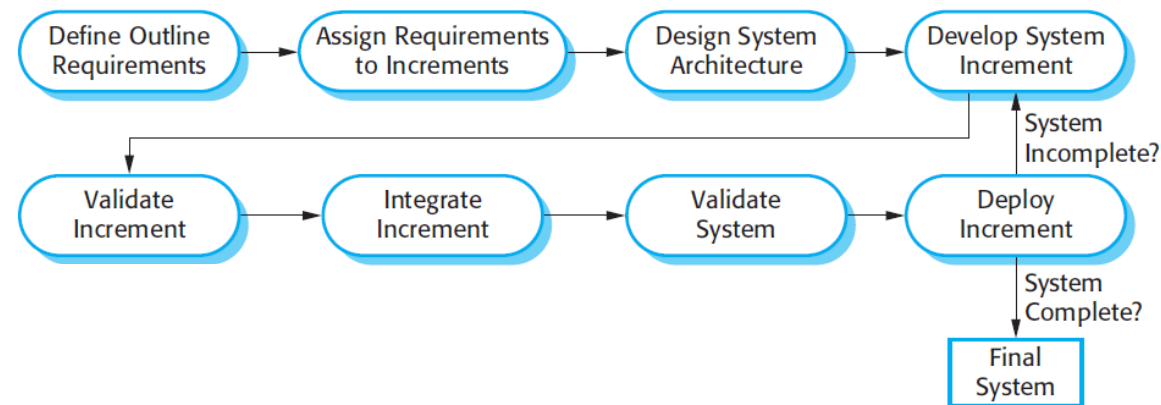 Define Outline
Requirements
Assign Requirements
to Increments
Design System
Architecture
Develop System
Increment
System
Incomplete?
Validate
Increment
Integrate
Increment
Validate
System
Deploy
Increment
System
Complete?
Final
System